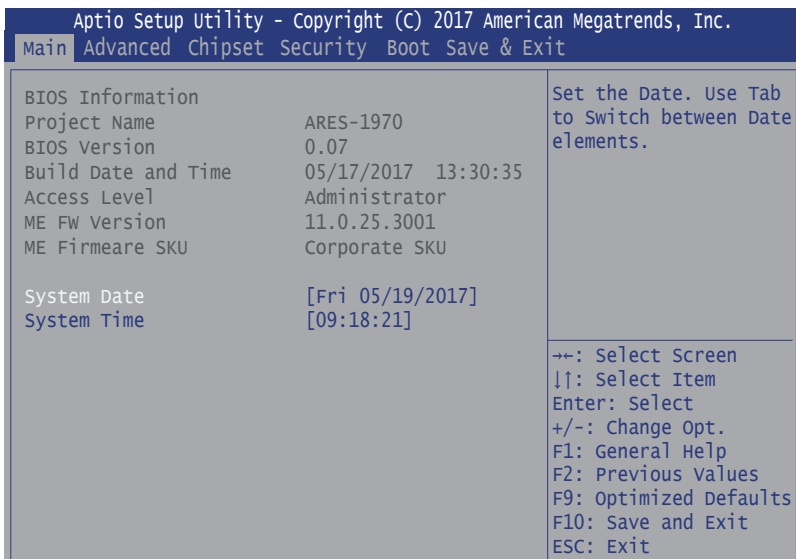 Aptio Setup Utility - Copyright (C) 2017 American Megatrends, Inc.
Main Advanced Chipset Security Boot Save & Exit
BIOS Information
Project Name ARES-1970
BIOS Version 0.07
Build Date and Time 05/17/2017 13:30:35
Access Level Administrator
ME FW Version 11.0.25.3001
ME Firmeare SKU Corporate SKU
System Date [Fri 05/19/2017]
System Time [09:18:21]
Set the Date. Use Tab
to Switch between Date
elements.
→←: Select Screen
↓↑: Select Item
Enter: Select
+/-: Change Opt.
F1: General Help
F2: Previous Values
F9: Optimized Defaults
F10: Save and Exit
ESC: Exit